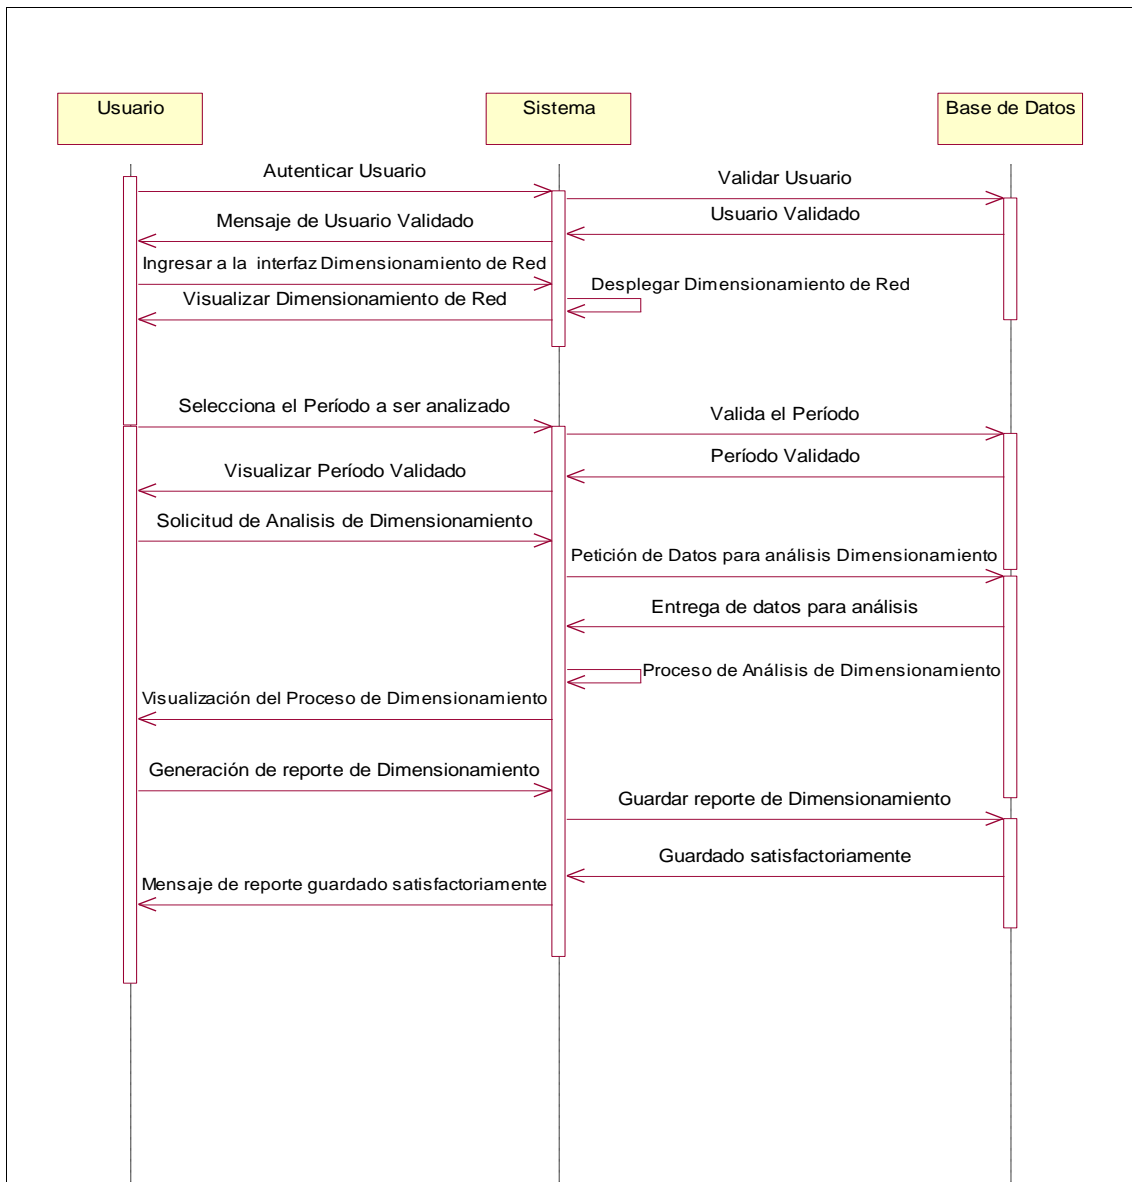 Usuario
Sistema
Base de Datos
Autenticar Usuario
Validar Usuario
Usuario Validado
Mensaje de Usuario Validado
Ingresar a la interfaz Dimensionamiento de Red
Desplegar Dimensionamiento de Red
Visualizar Dimensionamiento de Red
Selecciona el Período a ser analizado
Valida el Período
Período Validado
Visualizar Período Validado
Solicitud de Analisis de Dimensionamiento
Petición de Datos para análisis Dimensionamiento
Entrega de datos para análisis
Proceso de Análisis de Dimensionamiento
Visualización del Proceso de Dimensionamiento
Generación de reporte de Dimensionamiento
Guardar reporte de Dimensionamiento
Guardado satisfactoriamente
Mensaje de reporte guardado satisfactoriamente